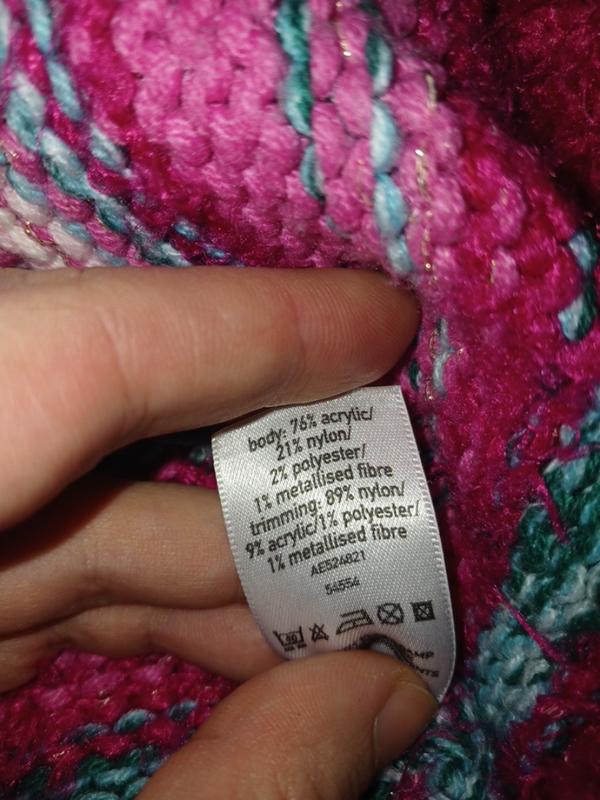 body: 76% acrylic/
21% nylon/
2% polyester/
1% metallised fibre
trimming: 89% nylon/
9% acrylic/1% polyester/
1% metallised fibre
AE524821
54554